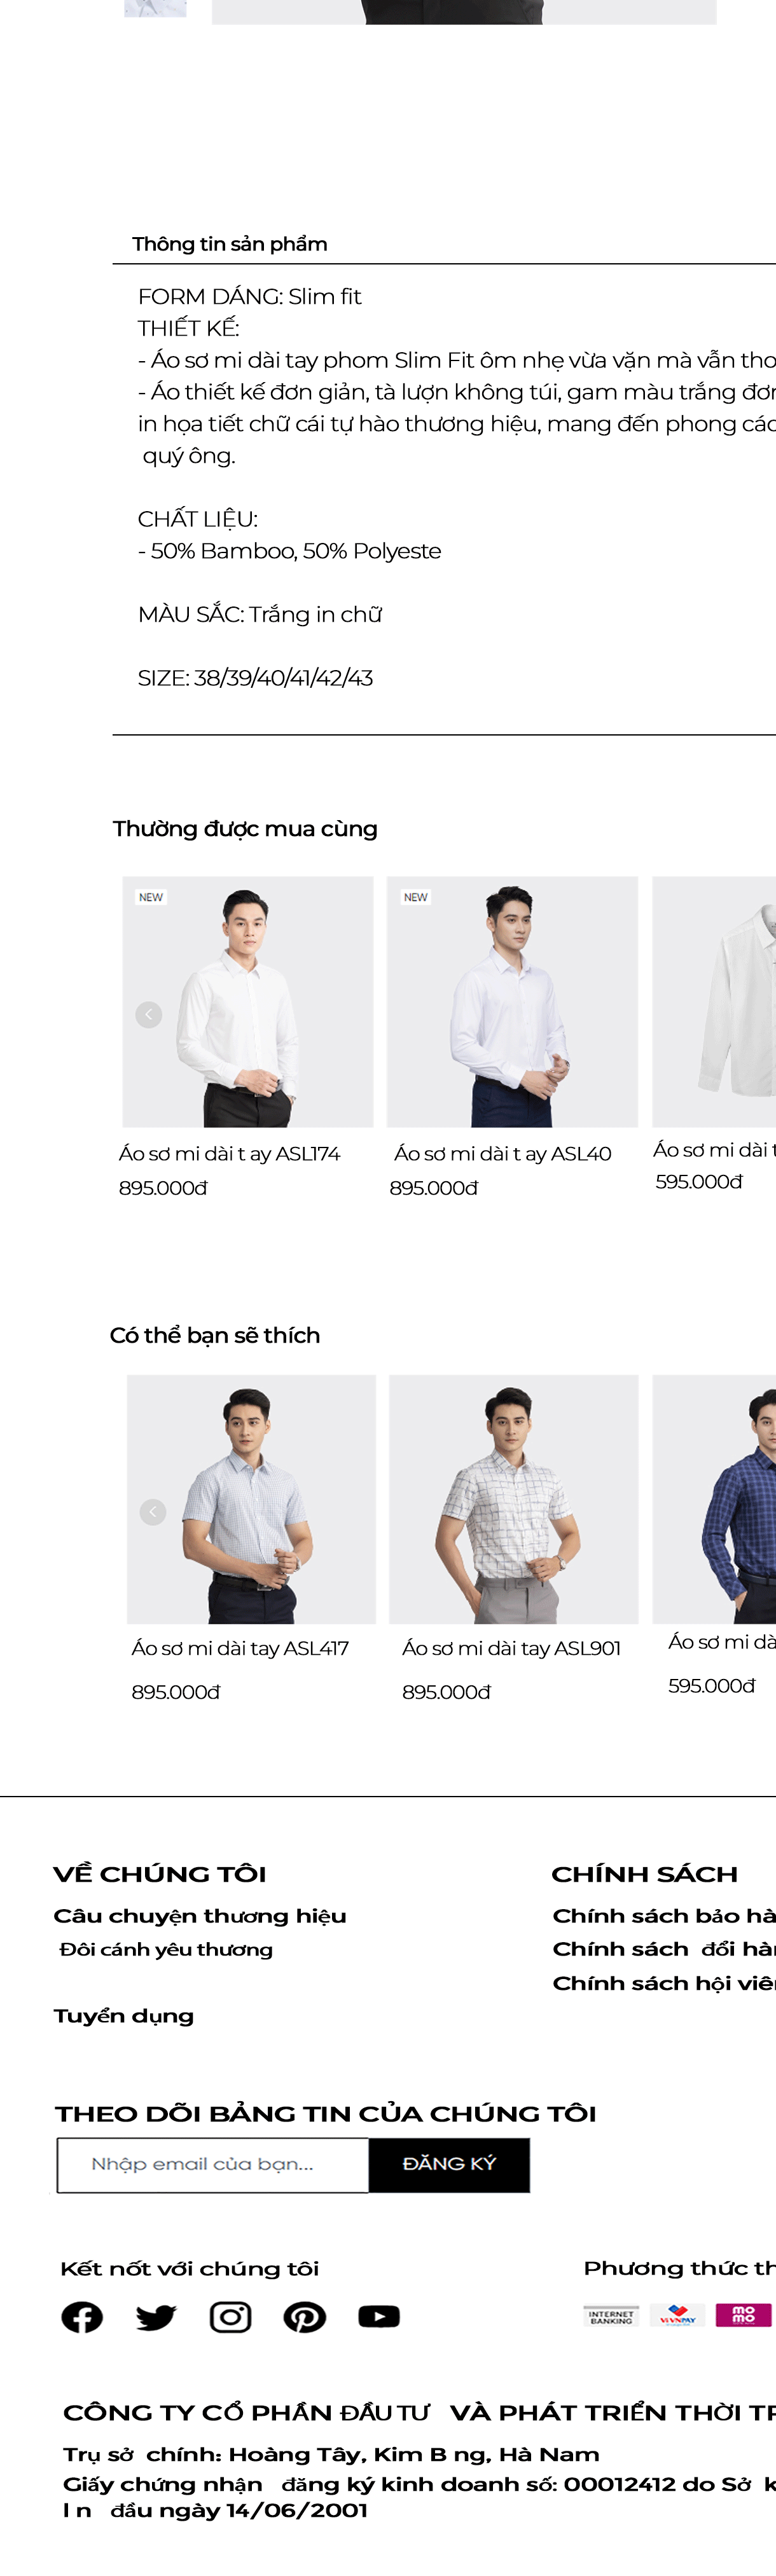 Thông tin sản phẩm
FORM DÁNG: Slim fit
THIẾT KẾ:
- Áo sơ mi dài tay phom Slim Fit ôm nhẹ vừa vặn mà vẫn tho
- Áo thiết kế đơn giản, tà lượn không túi, gam màu trắng đơn
in họa tiết chữ cái tự hào thương hiệu, mang đến phong các
quý ông.
CHẤT LIỆU:
- 50% Bamboo, 50% Polyeste
MÀU SẮC: Trắng in chữ
SIZE: 38/39/40/41/42/43
Thường được mua cùng
NEW NEW
Áo sơ mi dài t ay ASL174 Áo sơ mi dài t ay ASL40 Áo sơ mi dài t
895.000đ 895.000đ 595.000đ
Có thể bạn sẽ thích
Áo sơ mi dài tay ASL417 Áo sơ mi dài tay ASL901 Áo sơ mi dà
895.000đ 895.000đ 595.000đ
VỀ CHÚNG TÔI
Câu chuyện thương hiệu
Đôi cánh yêu thương
Tuyển dụng
CHÍNH SÁCH
Chính sách bảo hà
Chính sách đổi hàn
Chính sách hội viên
THEO DÕI BẢNG TIN CỦA CHÚNG TÔI
Nhập email của bạn... ĐĂNG KÝ
Kết nốt với chúng tôi
Phương thức th
INTERNET
BANKING
VNPAY
mo
mo
CÔNG TY CỔ PHẦN ĐẦU TƯ VÀ PHÁT TRIỂN THỜI TR
Trụ sở chính: Hoàng Tây, Kim B ng, Hà Nam
Giấy chứng nhận đăng ký kinh doanh số: 00012412 do Sở k
l n đầu ngày 14/06/2001